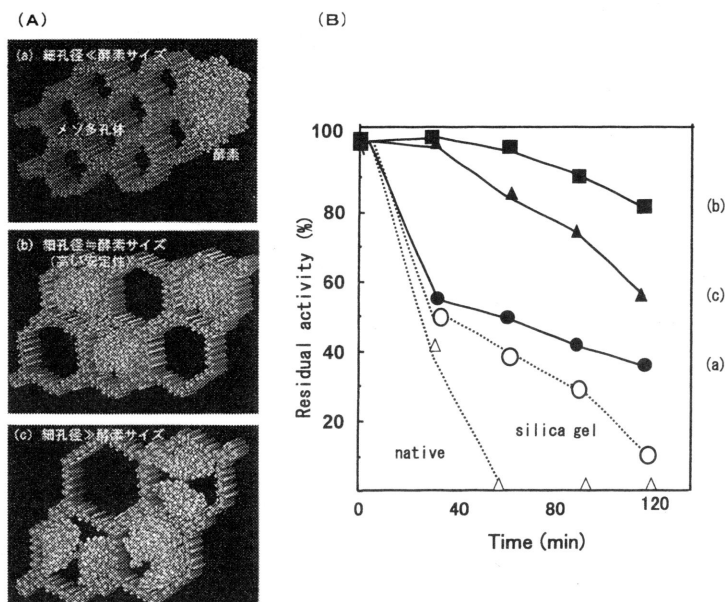 (A)
(a) 細孔径≪酵素サイズ
メソ多孔体
酵素
(b) 細孔径≒酵素サイズ
(高い安定性)
(c) 細孔径≫酵素サイズ
(B)
Residual activity (%)
100
80
60
40
20
0
40
80
120
Time (min)
native
silica gel
(b)
(c)
(a)